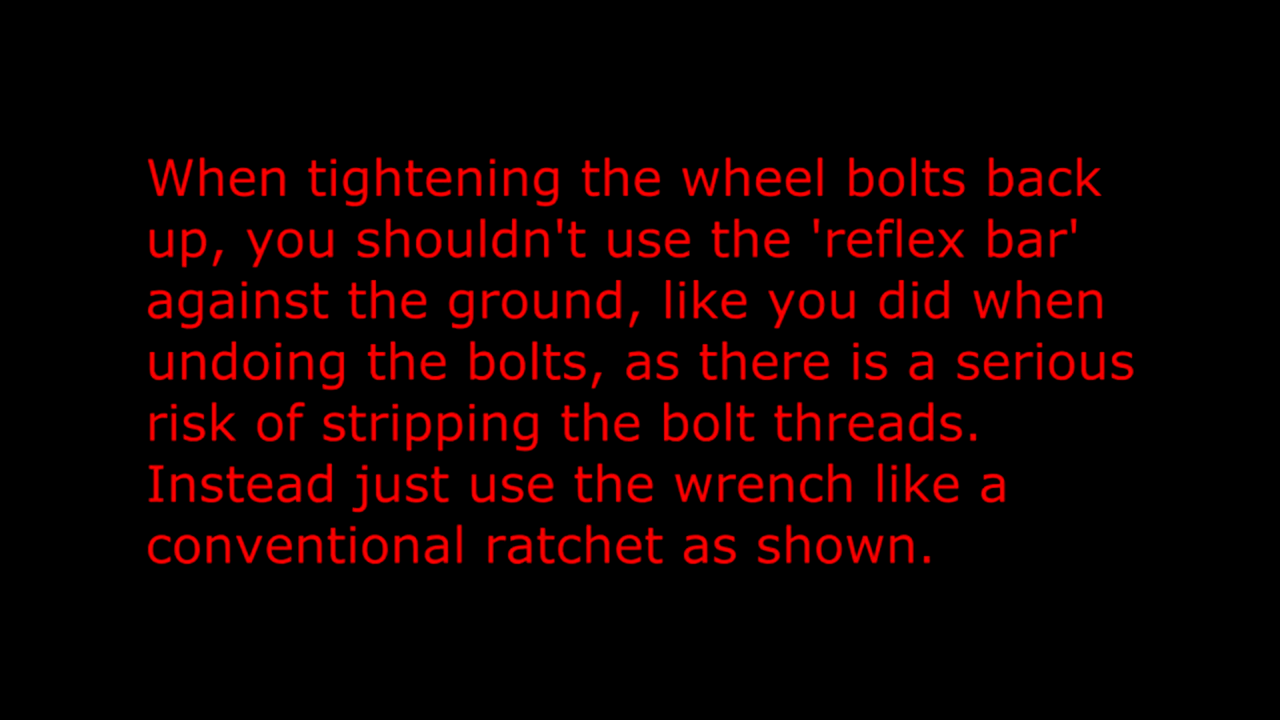 When tightening the wheel bolts back
up, you shouldn't use the 'reflex bar'
against the ground, like you did when
undoing the bolts, as there is a serious
risk of stripping the bolt threads.
Instead just use the wrench like a
conventional ratchet as shown.